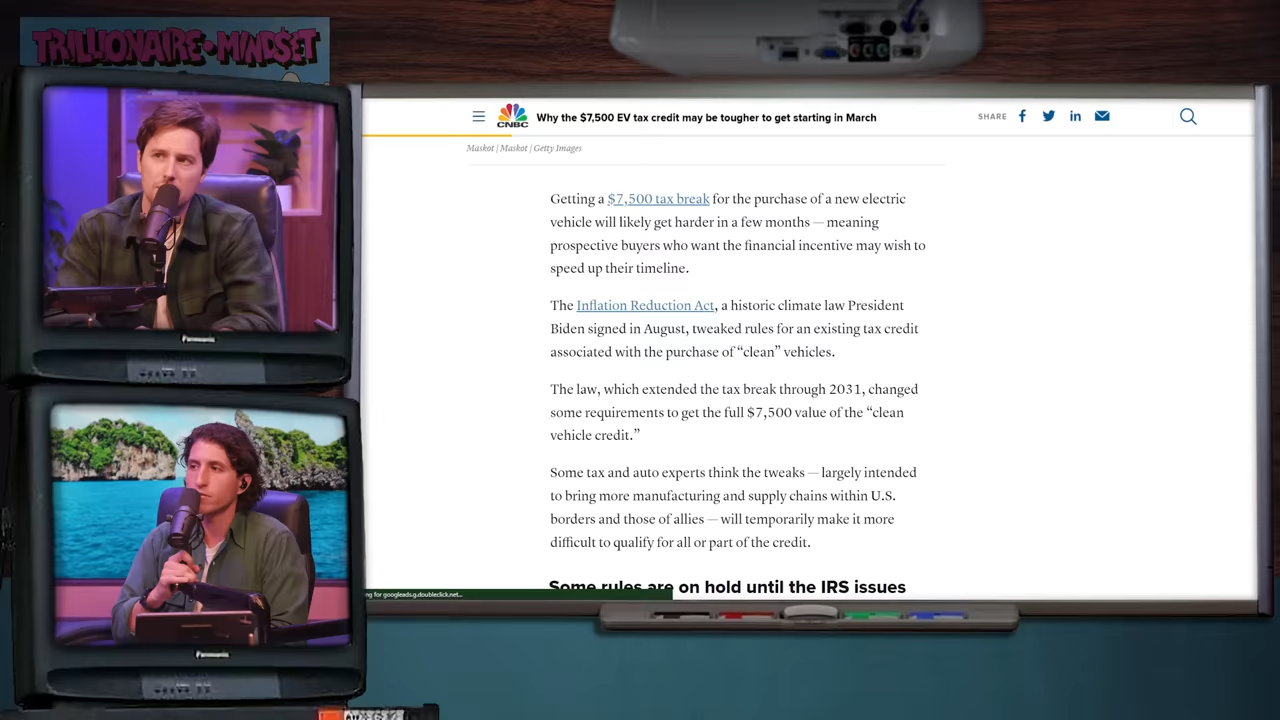 TRILLIONAIRE•MIND$ET
CNBC
Why the $7,500 EV tax credit may be tougher to get starting in March
SHARE
Maskot | Maskot | Getty Images
Getting a $7,500 tax break for the purchase of a new electric
vehicle will likely get harder in a few months — meaning
prospective buyers who want the financial incentive may wish to
speed up their timeline.
The Inflation Reduction Act, a historic climate law President
Biden signed in August, tweaked rules for an existing tax credit
associated with the purchase of “clean” vehicles.
The law, which extended the tax break through 2031, changed
some requirements to get the full $7,500 value of the “clean
vehicle credit.”
Some tax and auto experts think the tweaks — largely intended
to bring more manufacturing and supply chains within U.S.
borders and those of allies — will temporarily make it more
difficult to qualify for all or part of the credit.
Some rules are on hold until the IRS issues
for googleads.g.doubleclick.net...